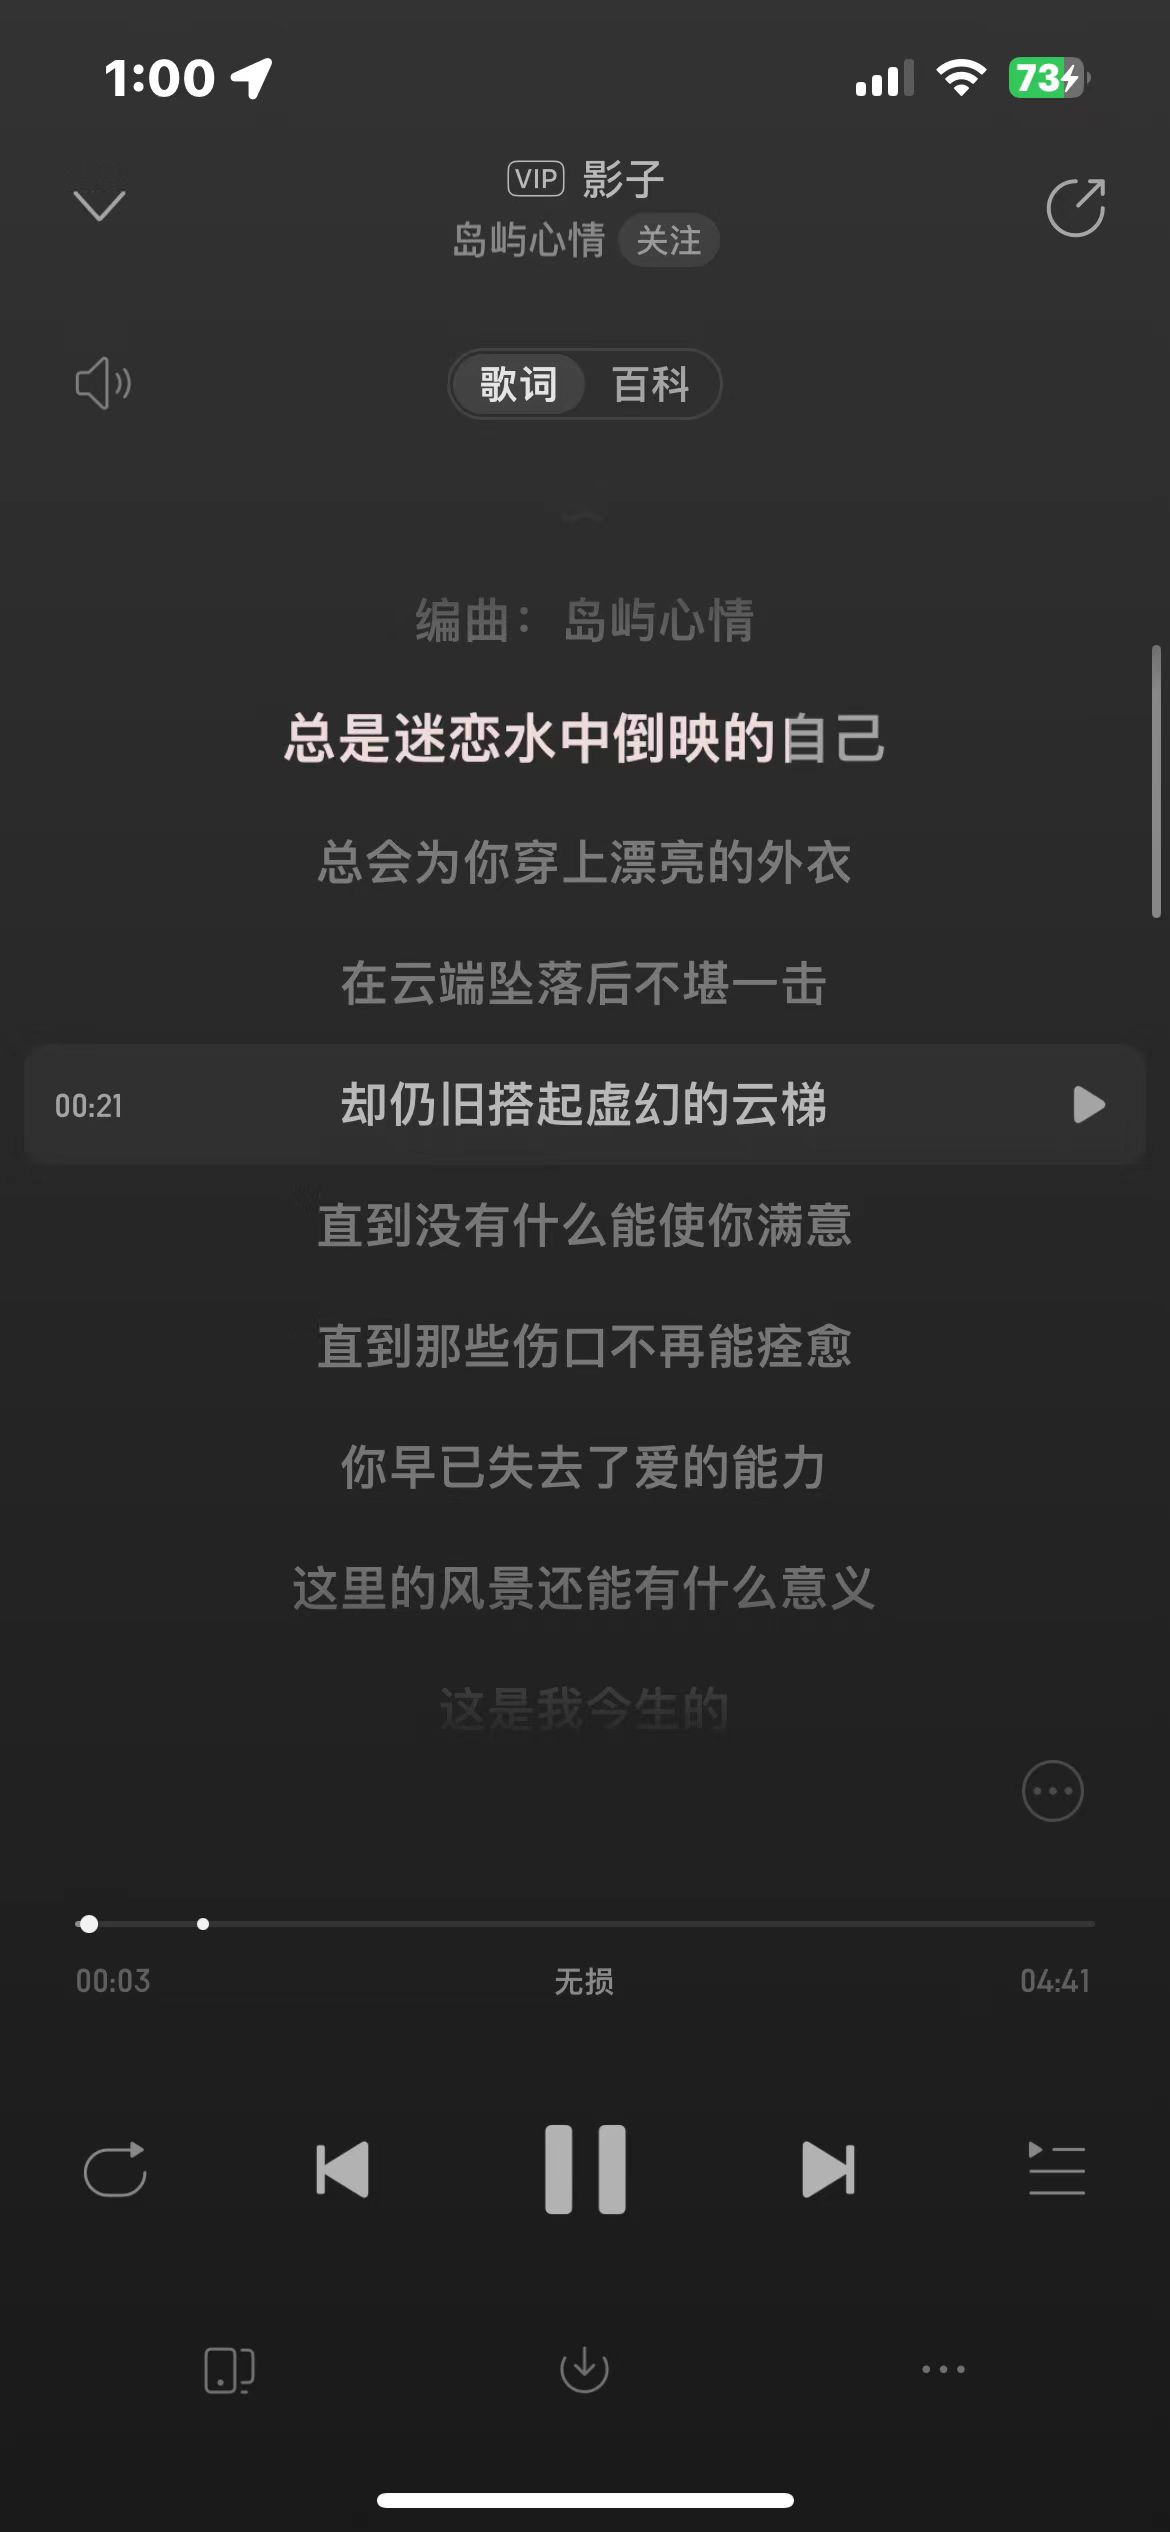 1:00
73
VIP 影子
岛屿心情 关注
歌词 百科
编曲：岛屿心情
总是迷恋水中倒映的自己
总会为你穿上漂亮的外衣
在云端坠落后不堪一击
00:21 却仍旧搭起虚幻的云梯
直到没有什么能使你满意
直到那些伤口不再能痊愈
你早已失去了爱的能力
这里的风景还能有什么意义
这是我今生的
00:03 无损 04:41